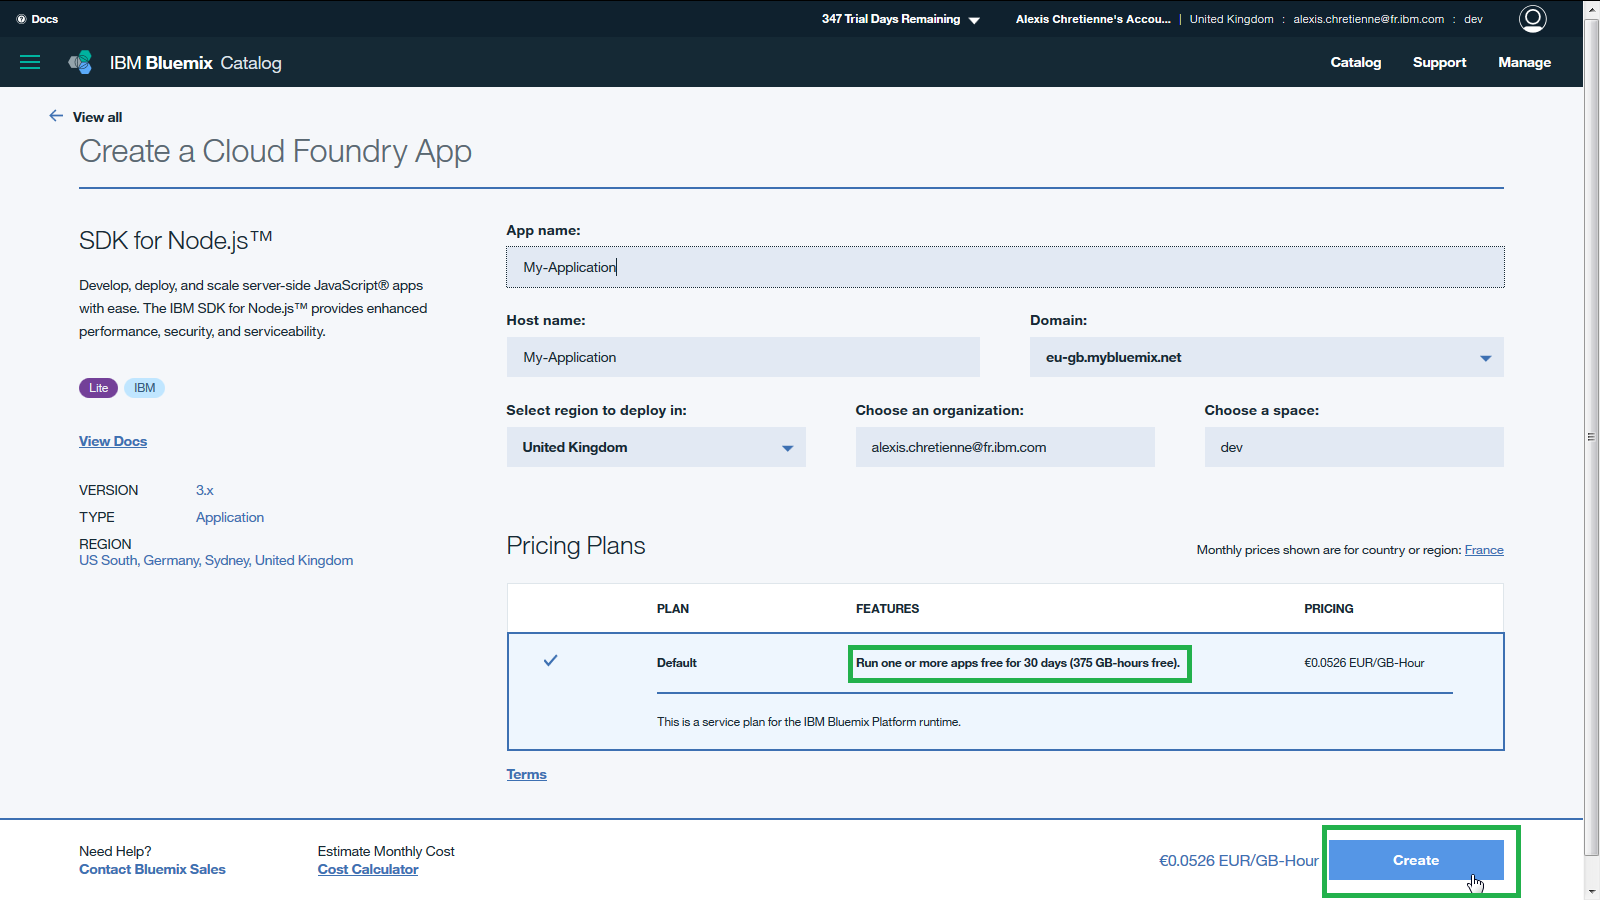 Docs
347 Trial Days Remaining
Alexis Chretienne's Accou... | United Kingdom : alexis.chretienne@fr.ibm.com : dev
IBM Bluemix Catalog
Catalog Support Manage
View all
Create a Cloud Foundry App
SDK for Node.js™
Develop, deploy, and scale server-side JavaScript® apps
with ease. The IBM SDK for Node.js™ provides enhanced
performance, security, and serviceability.
Lite IBM
View Docs
VERSION 3.x
TYPE Application
REGION
US South, Germany, Sydney, United Kingdom
App name:
My-Application
Host name:
My-Application
Domain:
eu-gb.mybluemix.net
Select region to deploy in:
United Kingdom
Choose an organization:
alexis.chretienne@fr.ibm.com
Choose a space:
dev
Pricing Plans
Monthly prices shown are for country or region: France
PLAN FEATURES PRICING
Default Run one or more apps free for 30 days (375 GB-hours free). €0.0526 EUR/GB-Hour
This is a service plan for the IBM Bluemix Platform runtime.
Terms
Need Help?
Contact Bluemix Sales
Estimate Monthly Cost
Cost Calculator
€0.0526 EUR/GB-Hour
Create